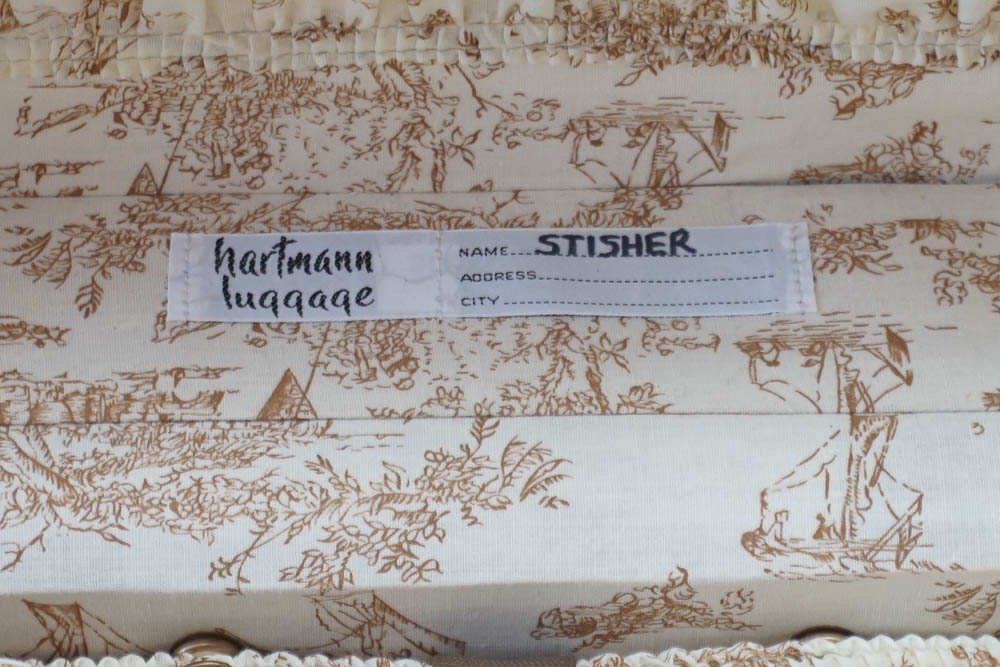 hartmann
luggage
NAME STISHER
ADDRESS
CITY